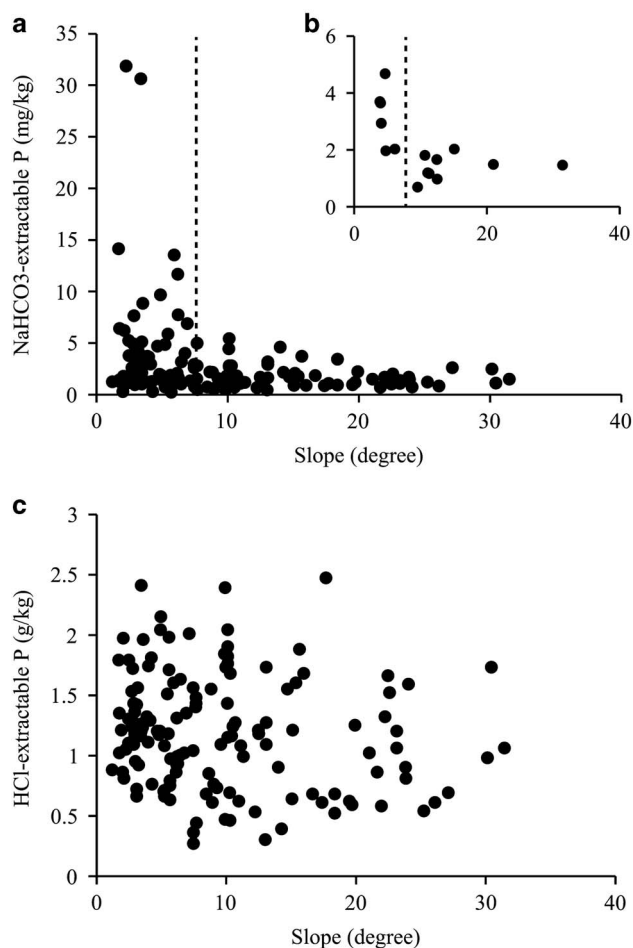 a
NaHCO3-extractable P (mg/kg)
35
30
25
20
15
10
5
0
0 10 20 30 40
Slope (degree)
b
6
4
2
0
0 20 40
c
HCl-extractable P (g/kg)
3
2.5
2
1.5
1
0.5
0
0 10 20 30 40
Slope (degree)